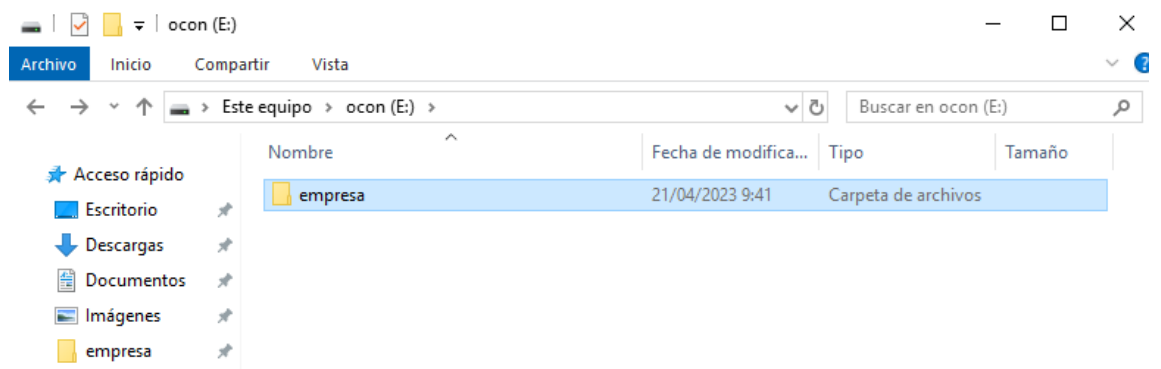 ocon (E:)
Archivo Inicio Compartir Vista
Este equipo > ocon (E:) > Buscar en ocon (E:)
Nombre Fecha de modifica... Tipo Tamaño
Acceso rápido
empresa 21/04/2023 9:41 Carpeta de archivos
Escritorio
Descargas
Documentos
Imágenes
empresa